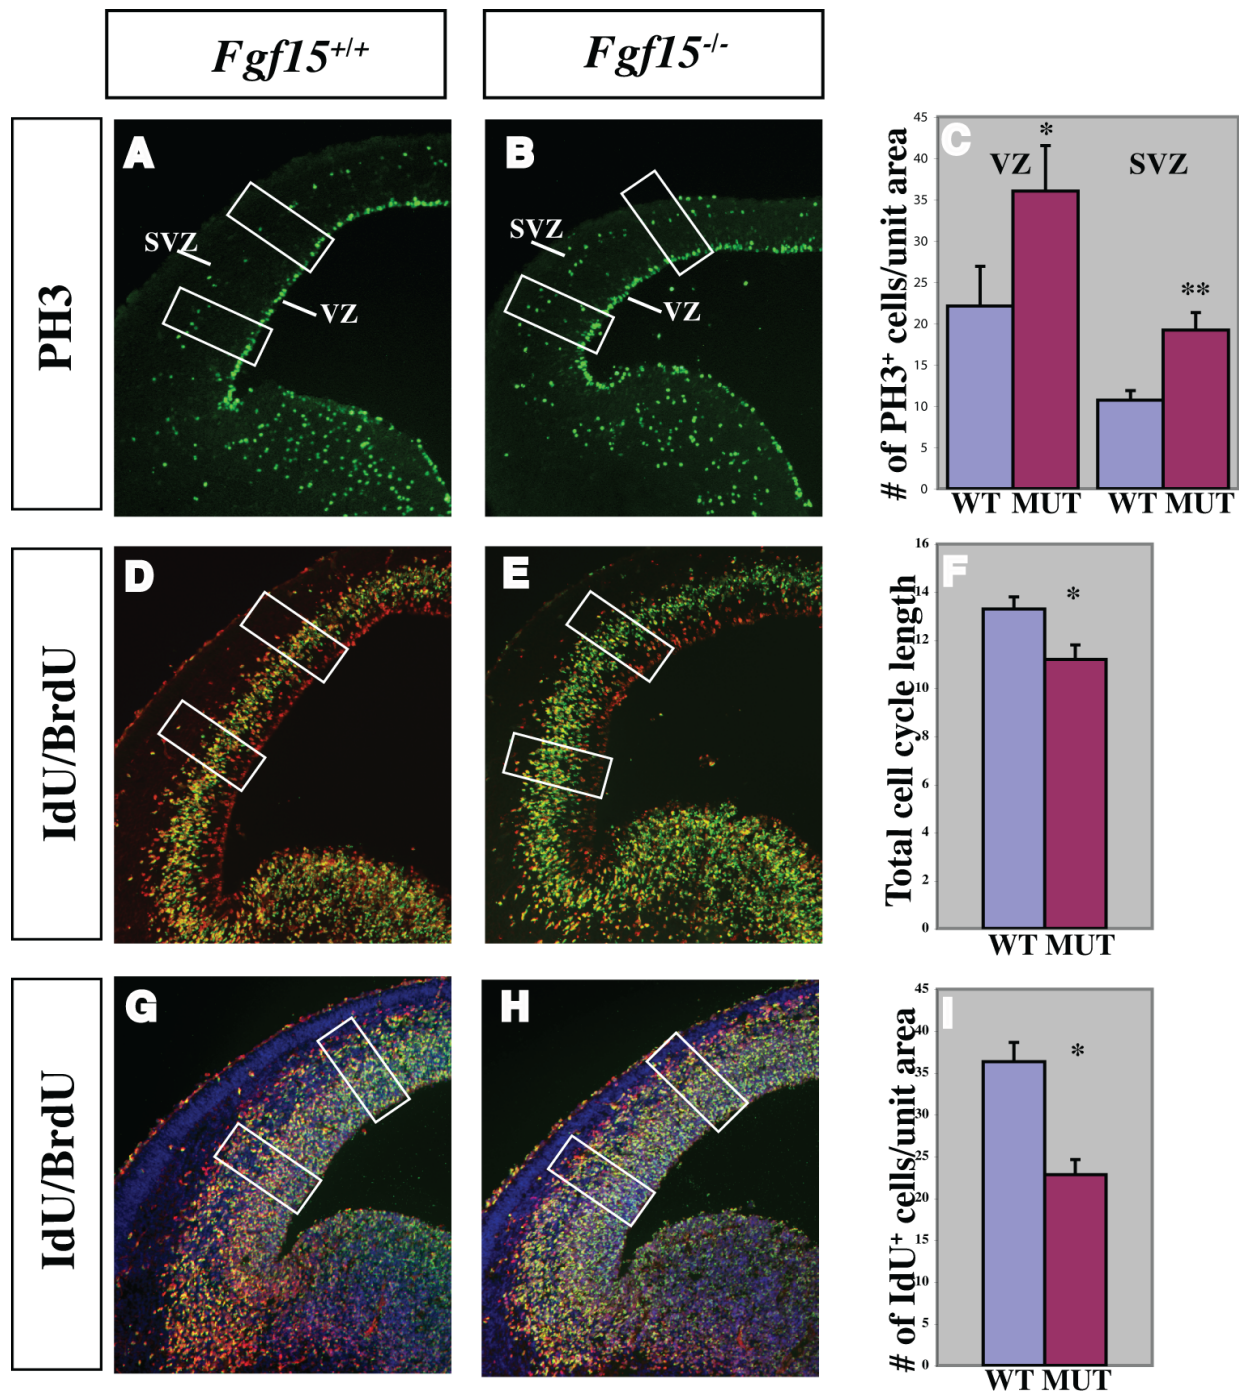 Fgf15+/+
Fgf15-/-
PH3
A
SVZ
VZ
B
SVZ
VZ
C
VZ
SVZ
*
**
# of PH3+ cells/unit area
45
40
35
30
25
20
15
10
5
0
WT MUT WT MUT
IdU/BrdU
D
E
F
*
Total cell cycle length
16
14
12
10
8
6
4
2
0
WT MUT
IdU/BrdU
G
H
I
*
# of IdU+ cells/unit area
45
40
35
30
25
20
15
10
5
0
WT MUT